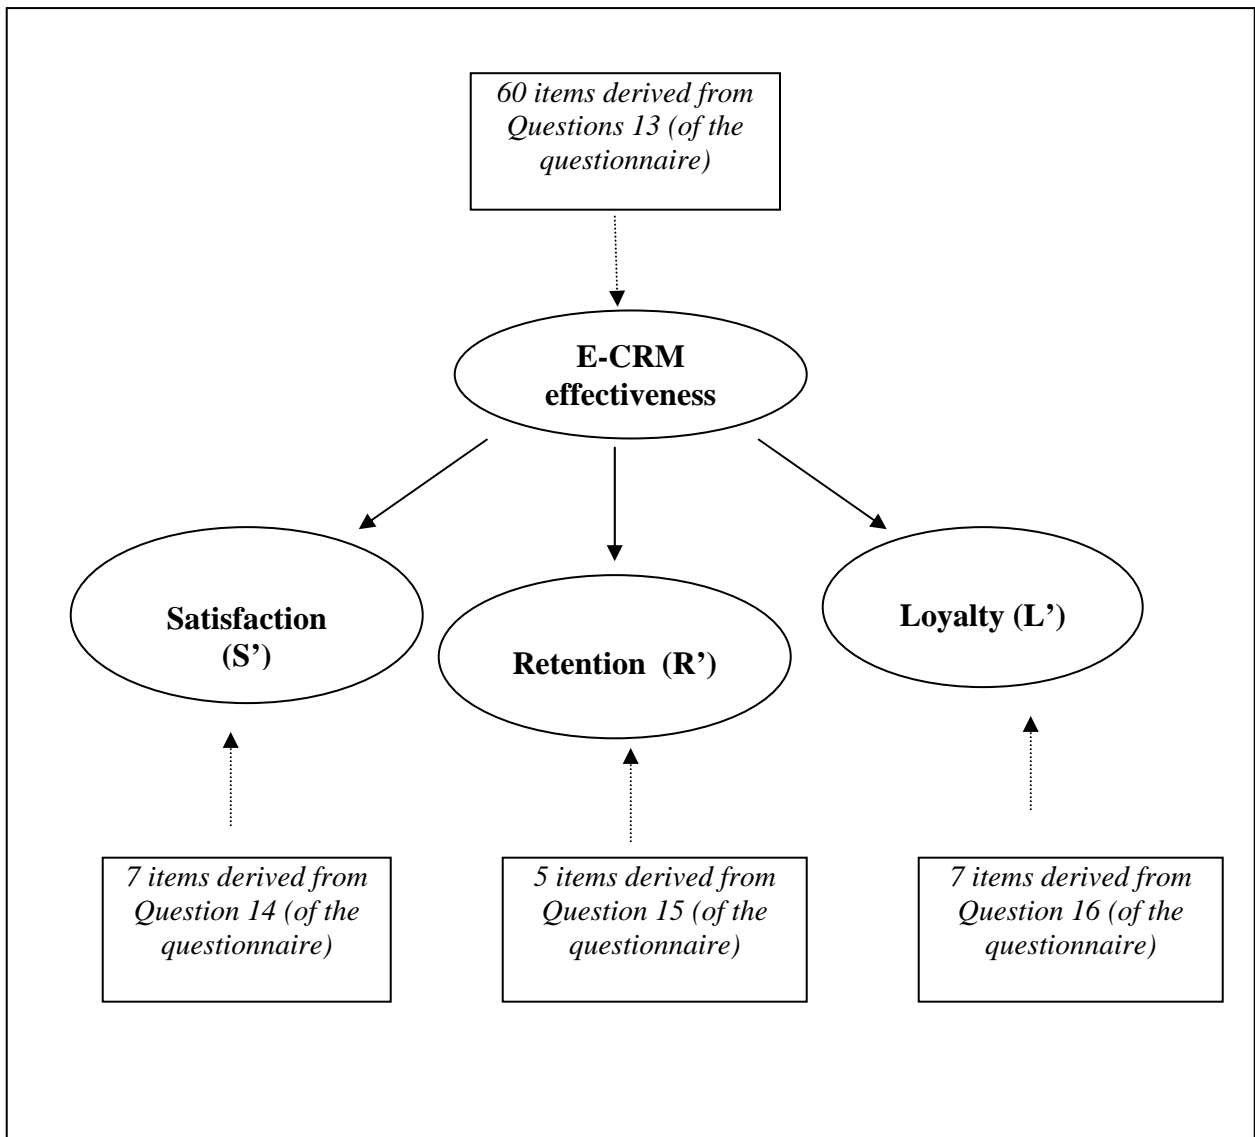 60 items derived from
Questions 13 (of the
questionnaire)
E-CRM
effectiveness
Satisfaction
(S’)
Retention (R’)
Loyalty (L’)
7 items derived from
Question 14 (of the
questionnaire)
5 items derived from
Question 15 (of the
questionnaire)
7 items derived from
Question 16 (of the
questionnaire)